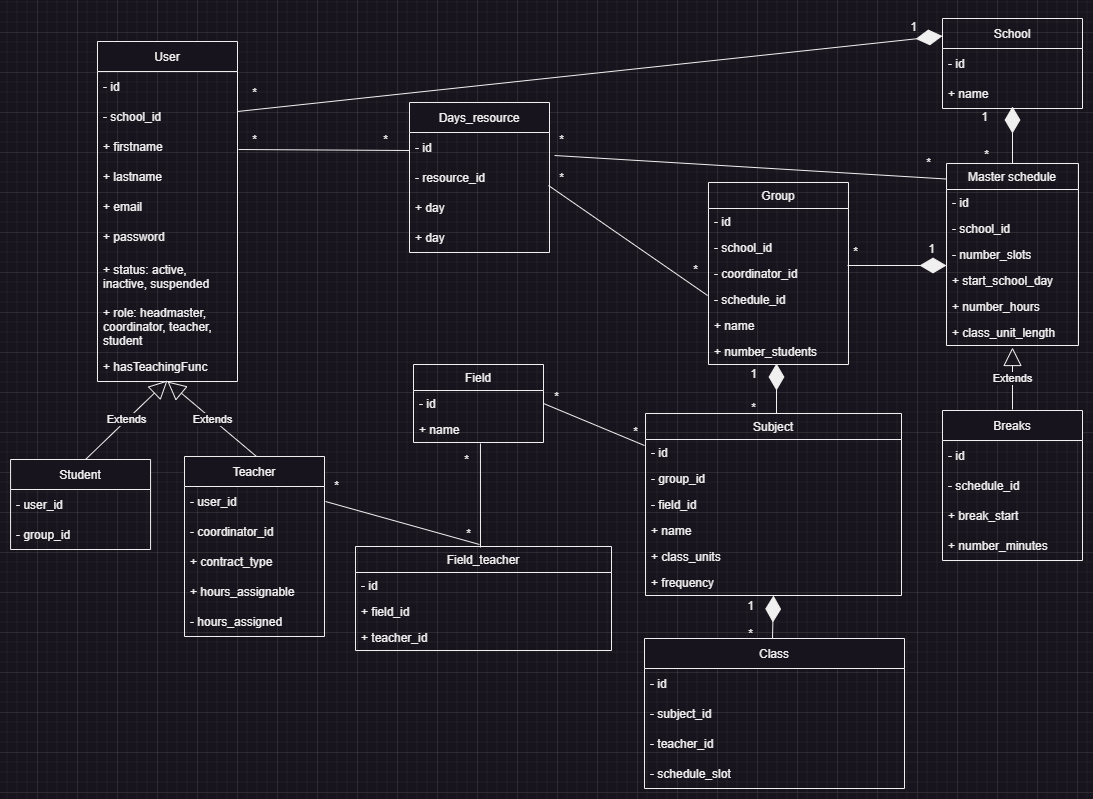 User
- id
- school_id
+ firstname
+ lastname
+ email
+ password
+ status: active,
inactive, suspended
+ role: headmaster,
coordinator, teacher,
student
+ hasTeachingFunc
*
*
*
1
School
- id
+ name
1
*
Days_resource
- id
- resource_id
+ day
+ day
*
*
*
*
Group
- id
- school_id
- coordinator_id
- schedule_id
+ name
+ number_students
*
1
Master schedule
- id
- school_id
- number_slots
+ start_school_day
+ number_hours
+ class_unit_length
Extends
Breaks
- id
- schedule_id
+ break_start
+ number_minutes
Extends
Extends
Student
- user_id
- group_id
Teacher
- user_id
- coordinator_id
+ contract_type
+ hours_assignable
- hours_assigned
*
Field
- id
+ name
*
*
*
*
Field_teacher
- id
+ field_id
+ teacher_id
1
*
Subject
- id
- group_id
- field_id
+ name
+ class_units
+ frequency
1
*
Class
- id
- subject_id
- teacher_id
- schedule_slot